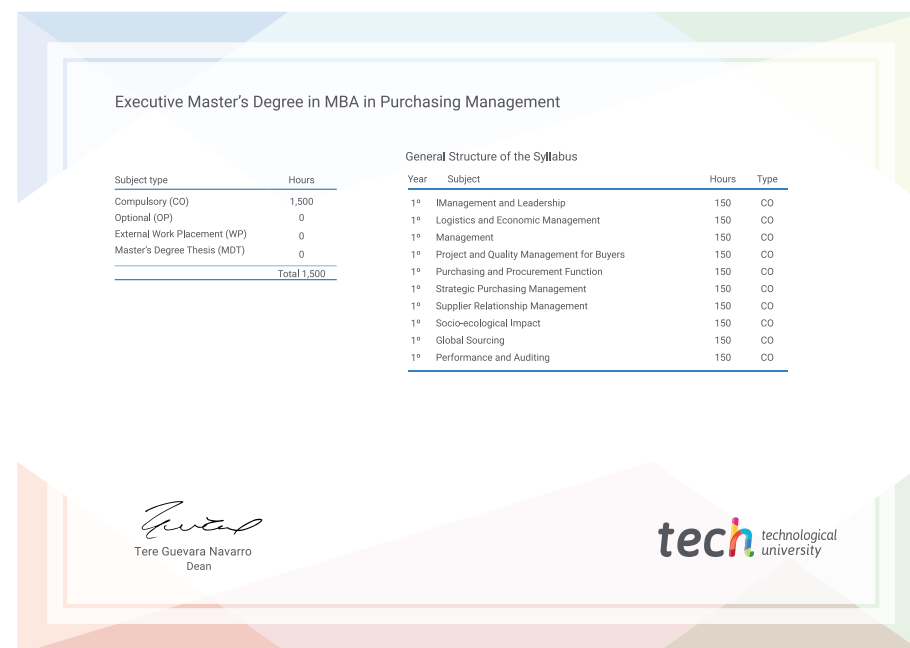 Executive Master's Degree in MBA in Purchasing Management
General Structure of the Syllabus
Subject type Hours
Compulsory (CO) 1,500
Optional (OP) 0
External Work Placement (WP) 0
Master's Degree Thesis (MDT) 0
Total 1,500
Year Subject Hours Type
1º lManagement and Leadership 150 CO
1º Logistics and Economic Management 150 CO
1º Management 150 CO
1º Project and Quality Management for Buyers 150 CO
1º Purchasing and Procurement Function 150 CO
1º Strategic Purchasing Management 150 CO
1º Supplier Relationship Management 150 CO
1º Socio-ecological Impact 150 CO
1º Global Sourcing 150 CO
1º Performance and Auditing 150 CO
Tere Guevara Navarro
Dean
tech technological
university